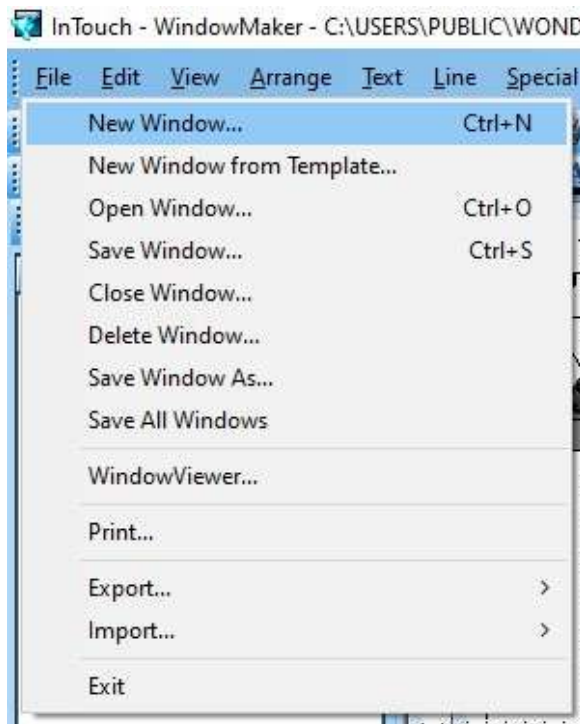 InTouch - WindowMaker - C:\USERS\PUBLIC\WOND
File Edit View Arrange Text Line Special
New Window... Ctrl+N
New Window from Template...
Open Window... Ctrl+O
Save Window... Ctrl+S
Close Window...
Delete Window...
Save Window As...
Save All Windows
WindowViewer...
Print...
Export... >
Import... >
Exit